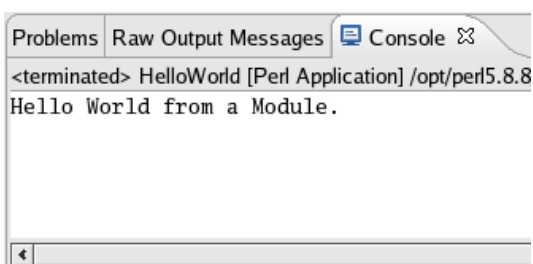 Problems Raw Output Messages Console
<terminated> HelloWorld [Perl Application] /opt/perl5.8.8
Hello World from a Module.